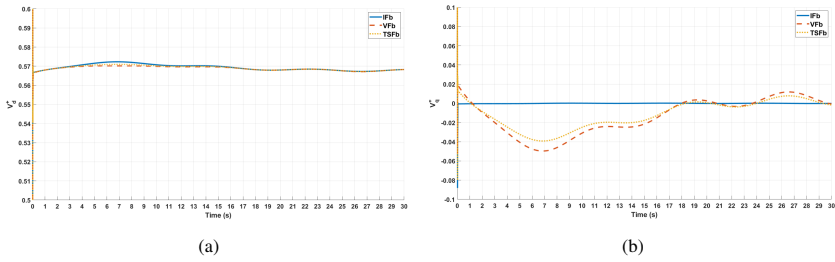 0.6
0.59
0.58
0.57
0.56
0.55
0.54
0.53
0.52
0.51
0.5
V*d
0 1 2 3 4 5 6 7 8 9 10 11 12 13 14 15 16 17 18 19 20 21 22 23 24 25 26 27 28 29 30
Time (s)
IFb
VFb
TSFb
(a)
0.1
0.08
0.06
0.04
0.02
0
-0.02
-0.04
-0.06
-0.08
-0.1
V*q
0 1 2 3 4 5 6 7 8 9 10 11 12 13 14 15 16 17 18 19 20 21 22 23 24 25 26 27 28 29 30
Time (s)
IFb
VFb
TSFb
(b)